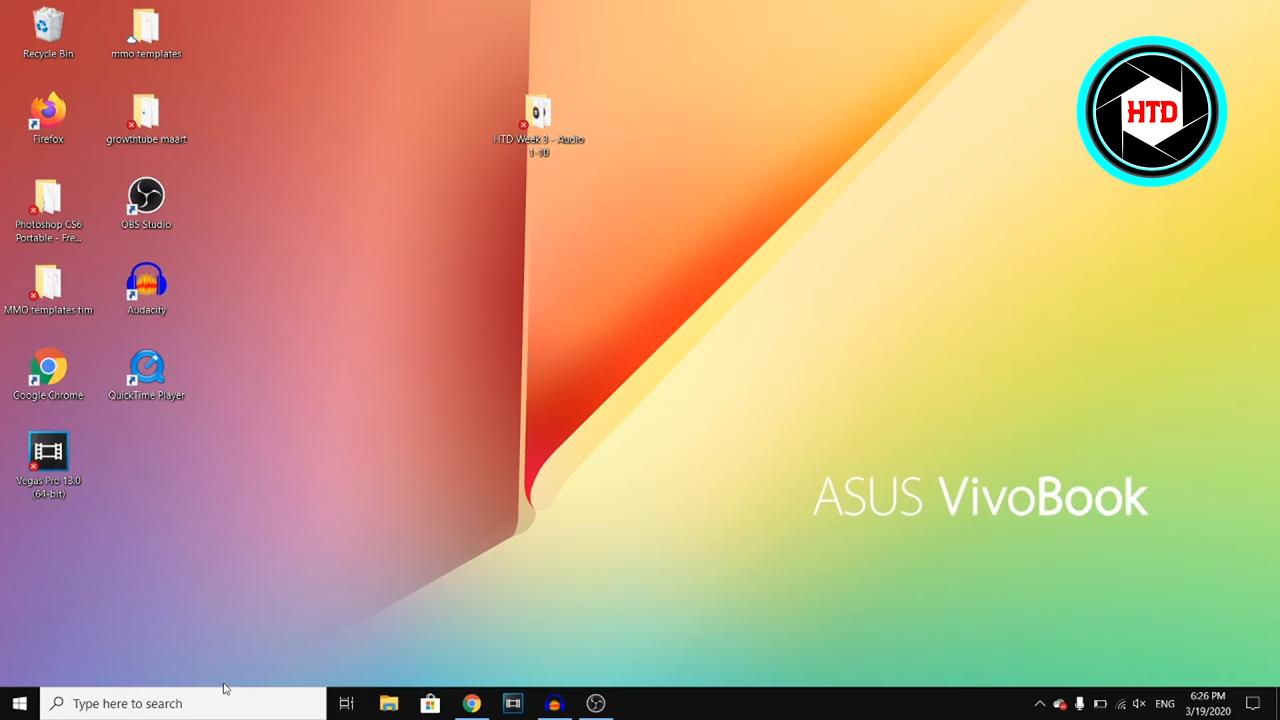 Recycle Bin
mmo templates
Firefox
growthtube maart
HTD Week 3 - Audio
1-10
HTD
Photoshop CS6
Portable - Fre...
OBS Studio
MMO templates tim
Audacity
Google Chrome
QuickTime Player
Vegas Pro 13.0
(64-bit)
ASUS VivoBook
Type here to search
ENG
6:26 PM
3/19/2020